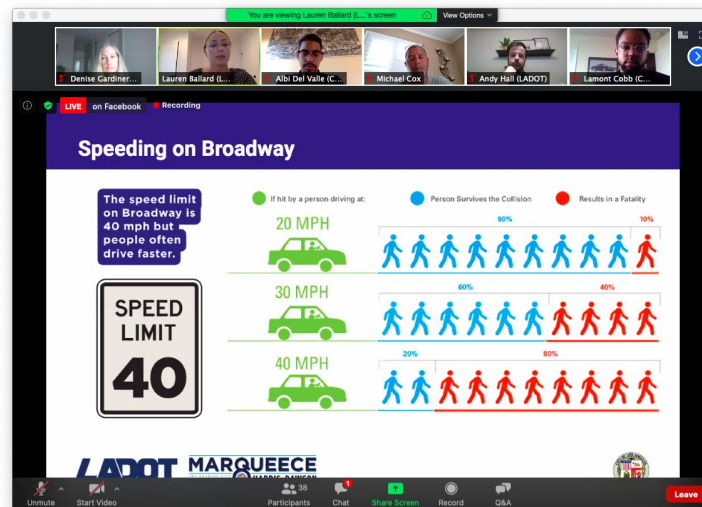 You are viewing Lauren Ballard (L...'s screen
View Options
Denise Gardiner...
Lauren Ballard (L...
Albi Del Valle (C...
Michael Cox
Andy Hall (LADOT)
Lamont Cobb (C...
LIVE on Facebook Recording
Speeding on Broadway
The speed limit
on Broadway is
40 mph but
people often
drive faster.
If hit by a person driving at:
Person Survives the Collision
Results in a Fatality
20 MPH
90%
10%
30 MPH
60%
40%
40 MPH
20%
80%
SPEED
LIMIT
40
LADOT
MARQUEECE
HARRIS-DAWSON
Unmute
Start Video
38
Participants
1
Chat
Share Screen
Record
Q&A
Leave